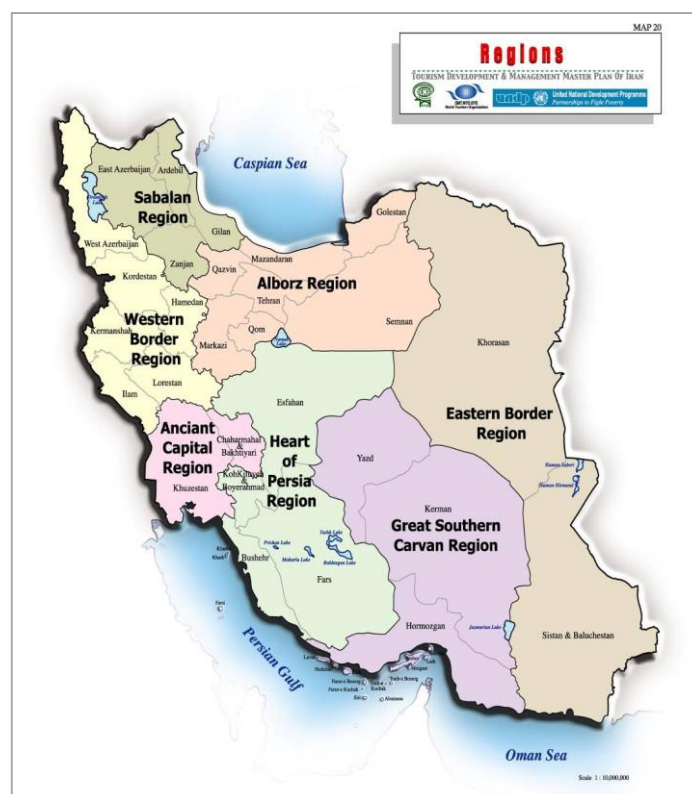 MAP 20
Regions
TOURISM DEVELOPMENT & MANAGEMENT MASTER PLAN OF IRAN
United National Development Programme
Partnerships to Fight Poverty
Caspian Sea
East Azerbaijan
Ardebil
Sabalan
Region
Gilan
Zanjan
West Azerbaijan
Kordestan
Hamedan
Kermanshah
Western
Border
Region
Ilam
Lorestan
Golestan
Mazandaran
Qazvin
Alborz Region
Tehran
Qom
Markazi
Semnan
Khorasan
Eastern Border
Region
Esfahan
Anciant
Capital
Region
Chaharmahal
&
Bakhtiyari
Khuzestan
Heart
of
Persia
Region
Boyerahmad
Yazd
Kerman
Great Southern
Carvan Region
Bushehr
Fars
Hormozgan
Sistan & Baluchestan
Persian Gulf
Oman Sea
Scale 1 : 10,000,000